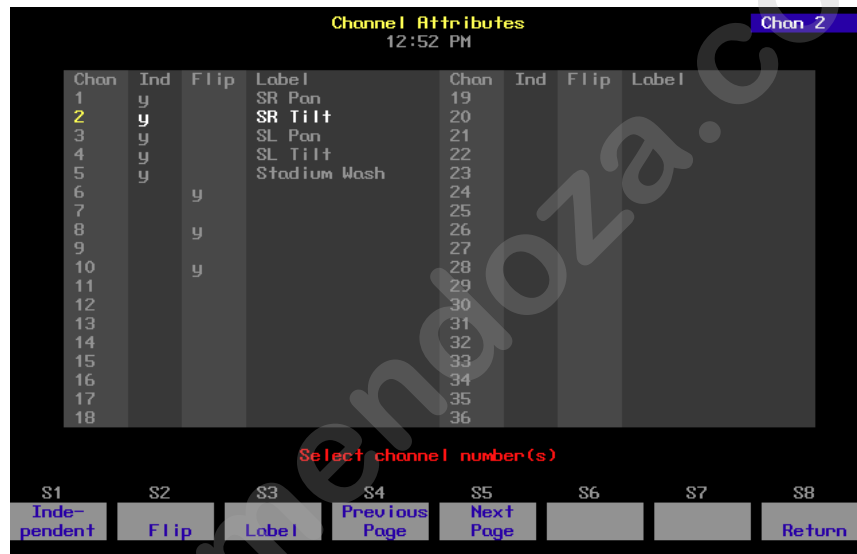 Channel Attributes
Chan 2
12:52 PM
Chan Ind Flip Label Chan Ind Flip Label
1 y SR Pan 19
2 y SR Tilt 20
3 y SL Pan 21
4 y SL Tilt 22
5 y Stadium Wash 23
6 y 24
7 25
8 y 26
9 27
10 y 28
11 29
12 30
13 31
14 32
15 33
16 34
17 35
18 36
Select channel number(s)
S1 S2 S3 S4 S5 S6 S7 S8
Inde- Previous Next
pendent Flip Label Page Page Return
mendoza.co